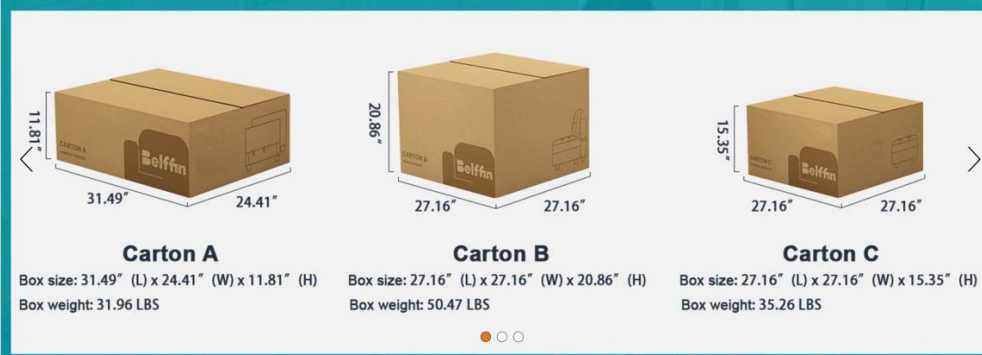 11.81″
31.49″
24.41″
CARTON A
Belffin
20.86″
27.16″
27.16″
CARTON B
Belffin
15.35″
27.16″
27.16″
CARTON C
Belffin
Carton A
Box size: 31.49″ (L) x 24.41″ (W) x 11.81″ (H)
Box weight: 31.96 LBS
Carton B
Box size: 27.16″ (L) x 27.16″ (W) x 20.86″ (H)
Box weight: 50.47 LBS
Carton C
Box size: 27.16″ (L) x 27.16″ (W) x 15.35″ (H)
Box weight: 35.26 LBS